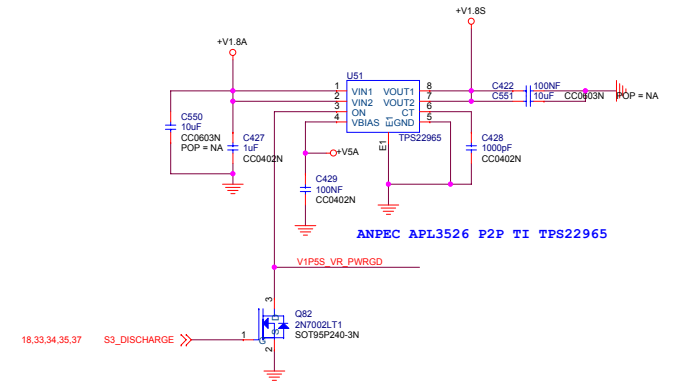 +V1.8S
+V1.8A
U51
1 VIN1 VOUT1 8
2 VIN2 VOUT2 7
3 ON CT 6
4 VBIAS E1 GND 5
TPS22965
E1
C422 100NF
C551 10uF CC0603N POP = NA
C550
10uF
CC0603N
POP = NA
C427
1uF
CC0402N
C428
1000pF
CC0402N
+V5A
C429
100NF
CC0402N
ANPEC APL3526 P2P TI TPS22965
V1P5S_VR_PWRGD
3
Q82
2N7002LT1
SOT95P240-3N
G S D
1
2
18,33,34,35,37 S3_DISCHARGE